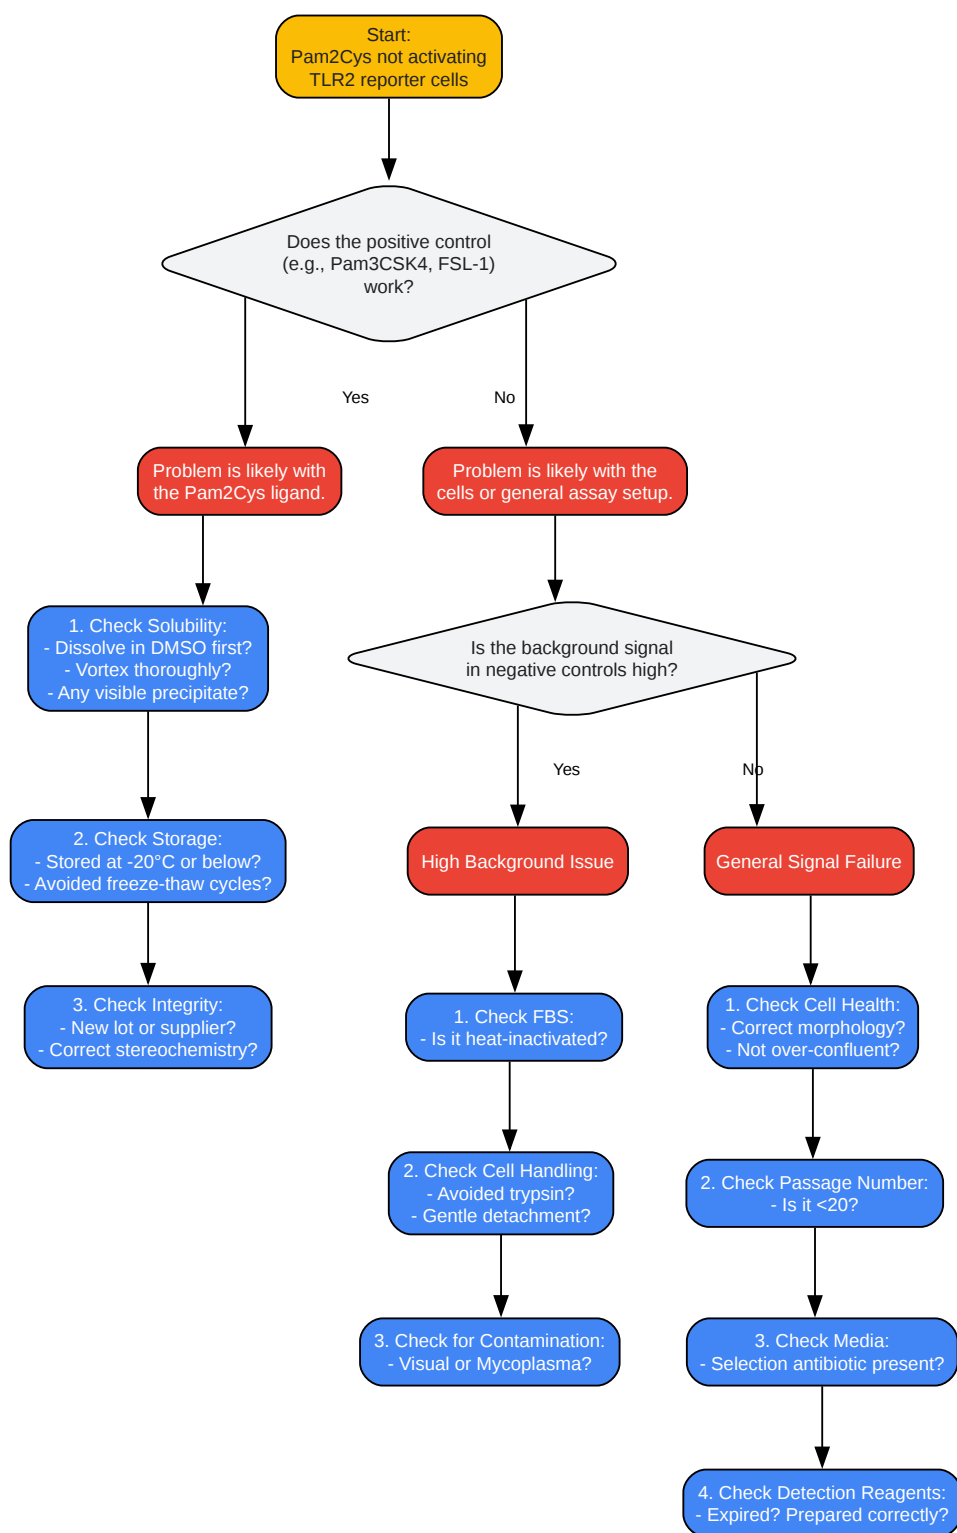 Start:
Pam2Cys not activating
TLR2 reporter cells
Does the positive control
(e.g., Pam3CSK4, FSL-1)
work?
Yes
No
Problem is likely with
the Pam2Cys ligand.
Problem is likely with the
cells or general assay setup.
1. Check Solubility:
- Dissolve in DMSO first?
- Vortex thoroughly?
- Any visible precipitate?
Is the background signal
in negative controls high?
Yes
No
2. Check Storage:
- Stored at -20°C or below?
- Avoided freeze-thaw cycles?
High Background Issue
General Signal Failure
3. Check Integrity:
- New lot or supplier?
- Correct stereochemistry?
1. Check FBS:
- Is it heat-inactivated?
1. Check Cell Health:
- Correct morphology?
- Not over-confluent?
2. Check Cell Handling:
- Avoided trypsin?
- Gentle detachment?
2. Check Passage Number:
- Is it <20?
3. Check for Contamination:
- Visual or Mycoplasma?
3. Check Media:
- Selection antibiotic present?
4. Check Detection Reagents:
- Expired? Prepared correctly?